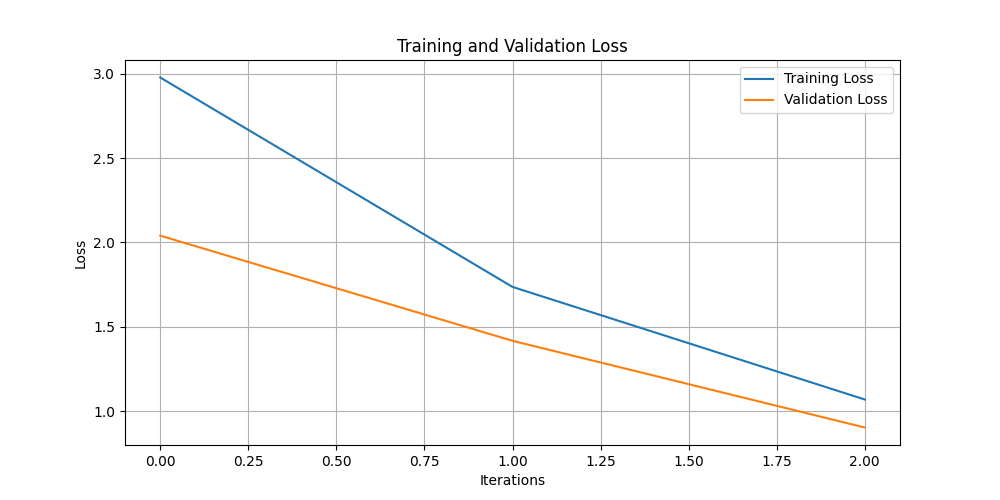 Training and Validation Loss
Training Loss
Validation Loss
3.0
2.5
2.0
1.5
1.0
Loss
0.00 0.25 0.50 0.75 1.00 1.25 1.50 1.75 2.00
Iterations